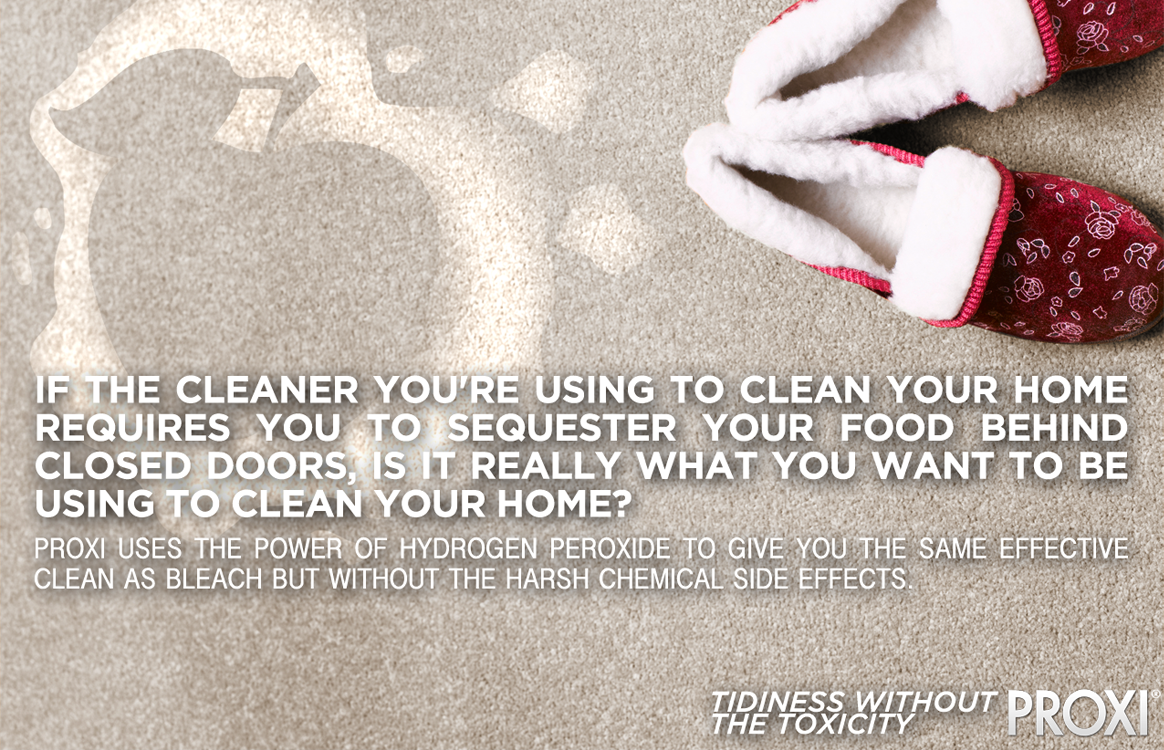 IF THE CLEANER YOU'RE USING TO CLEAN YOUR HOME
REQUIRES YOU TO SEQUESTER YOUR FOOD BEHIND
CLOSED DOORS, IS IT REALLY WHAT YOU WANT TO BE
USING TO CLEAN YOUR HOME?
PROXI USES THE POWER OF HYDROGEN PEROXIDE TO GIVE YOU THE SAME EFFECTIVE
CLEAN AS BLEACH BUT WITHOUT THE HARSH CHEMICAL SIDE EFFECTS.
TIDINESS WITHOUT
THE TOXICITY
PROXI®